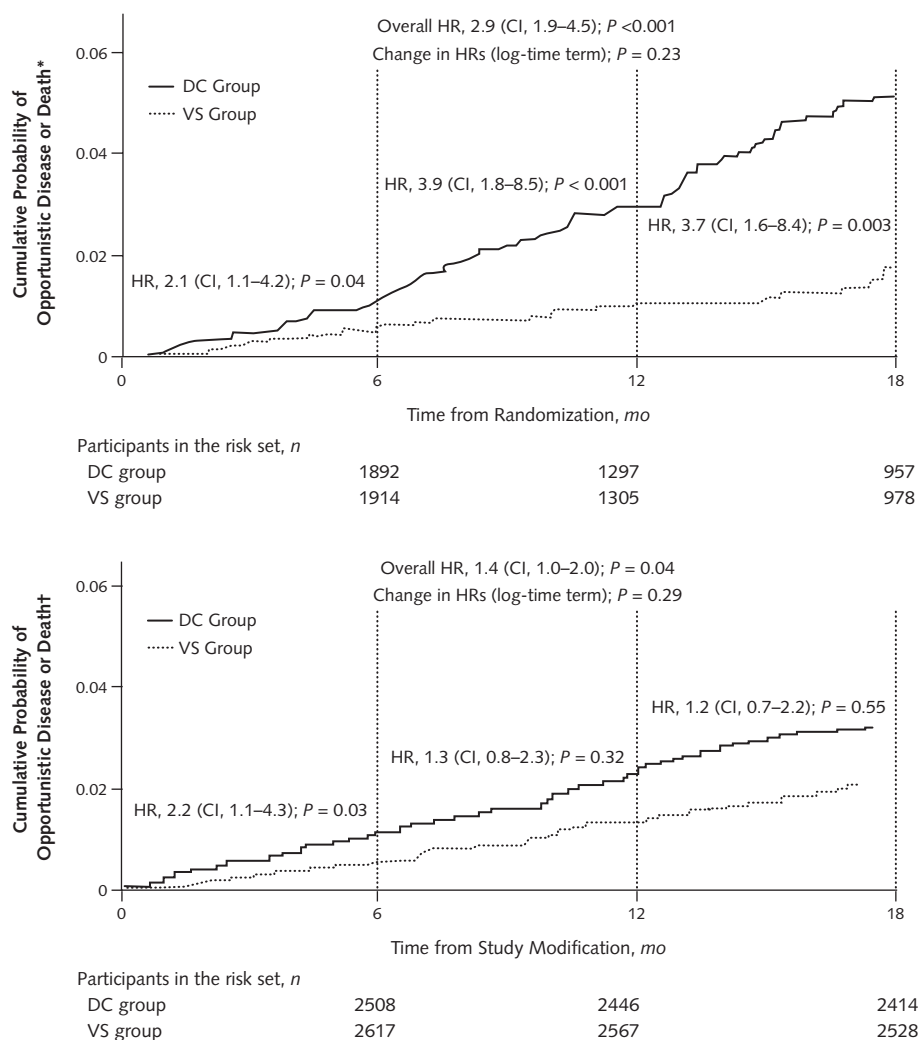 Overall HR, 2.9 (CI, 1.9–4.5); P <0.001
Change in HRs (log-time term); P = 0.23
Cumulative Probability of
Opportunistic Disease or Death*
0.06
0.04
0.02
0
DC Group
VS Group
HR, 2.1 (CI, 1.1–4.2); P = 0.04
HR, 3.9 (CI, 1.8–8.5); P < 0.001
HR, 3.7 (CI, 1.6–8.4); P = 0.003
0 6 12 18
Time from Randomization, mo
Participants in the risk set, n
DC group 1892 1297 957
VS group 1914 1305 978
Overall HR, 1.4 (CI, 1.0–2.0); P = 0.04
Change in HRs (log-time term); P = 0.29
Cumulative Probability of
Opportunistic Disease or Death†
0.06
0.04
0.02
0
DC Group
VS Group
HR, 2.2 (CI, 1.1–4.3); P = 0.03
HR, 1.3 (CI, 0.8–2.3); P = 0.32
HR, 1.2 (CI, 0.7–2.2); P = 0.55
0 6 12 18
Time from Study Modification, mo
Participants in the risk set, n
DC group 2508 2446 2414
VS group 2617 2567 2528